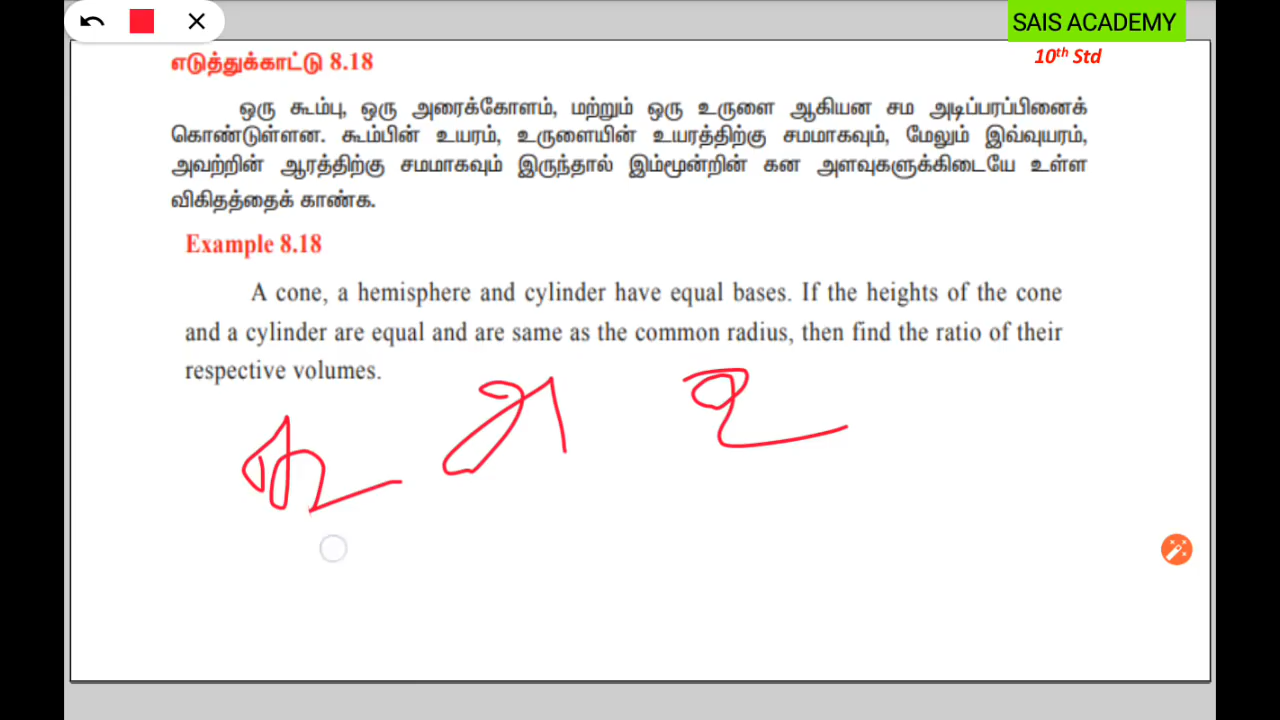 SAIS ACADEMY
10th Std
எடுத்துக்காட்டு 8.18
ஒரு கூம்பு, ஒரு அரைக்கோளம், மற்றும் ஒரு உருளை ஆகியன சம அடிப்பரப்பினைக்
கொண்டுள்ளன. கூம்பின் உயரம், உருளையின் உயரத்திற்கு சமமாகவும், மேலும் இவ்வுயரம்,
அவற்றின் ஆரத்திற்கு சமமாகவும் இருந்தால் இம்மூன்றின் கன அளவுகளுக்கிடையே உள்ள
விகிதத்தைக் காண்க.
Example 8.18
A cone, a hemisphere and cylinder have equal bases. If the heights of the cone
and a cylinder are equal and are same as the common radius, then find the ratio of their
respective volumes.
கூ அ உ